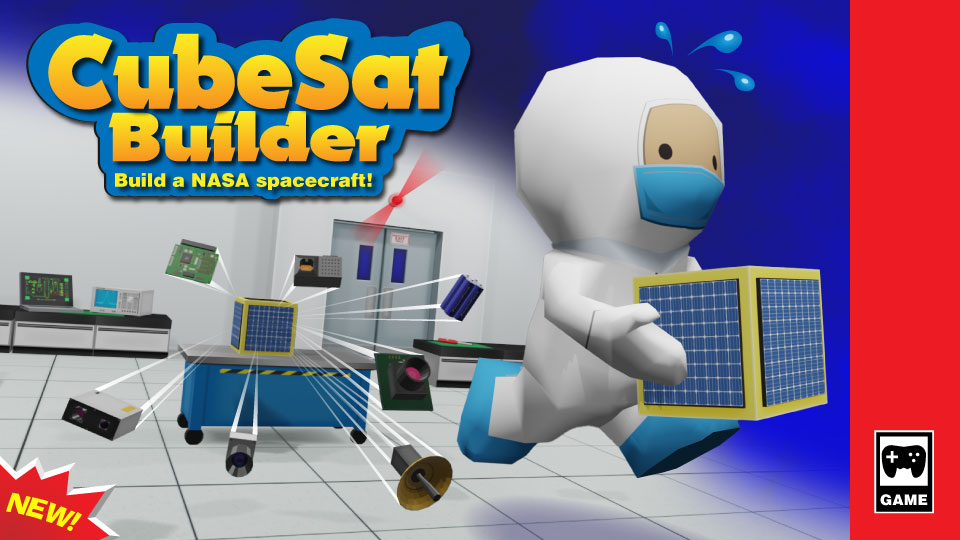 CubeSat
Builder
Build a NASA spacecraft!
NEW!
GAME